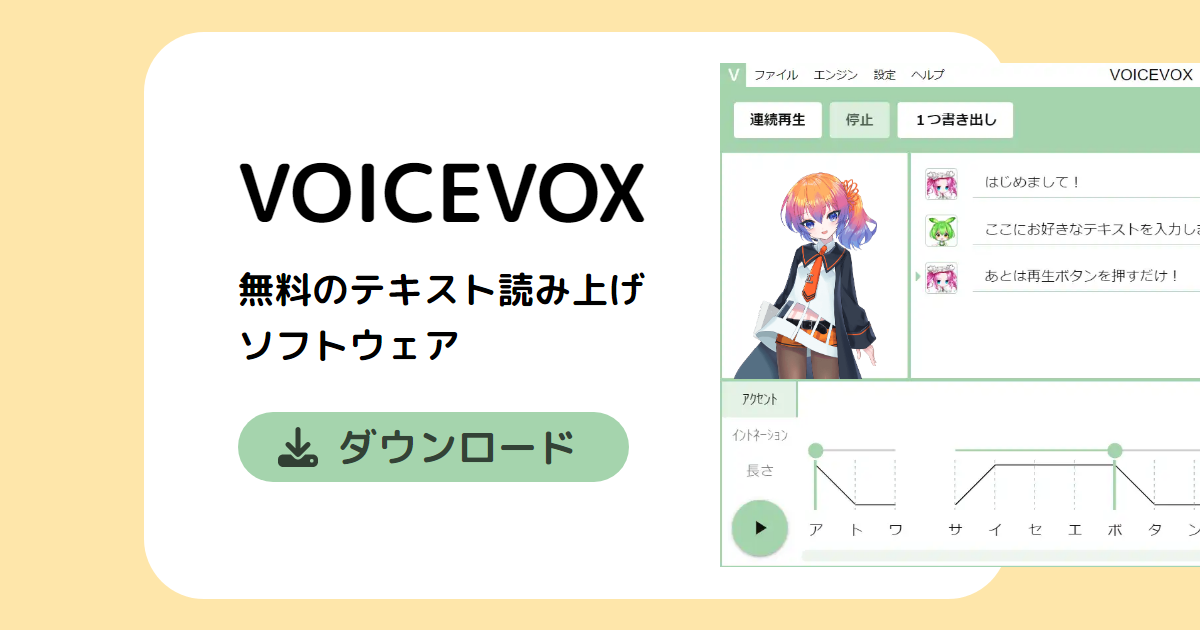 VOICEVOX
無料のテキスト読み上げ
ソフトウェア
ダウンロード
V ファイル エンジン 設定 ヘルプ VOICEVOX
連続再生 停止 1つ書き出し
はじめまして！
ここにお好きなテキストを入力しま
あとは再生ボタンを押すだけ！
アクセント
イントネーション
長さ
ア ト ワ サ イ セ エ ボ タ ン